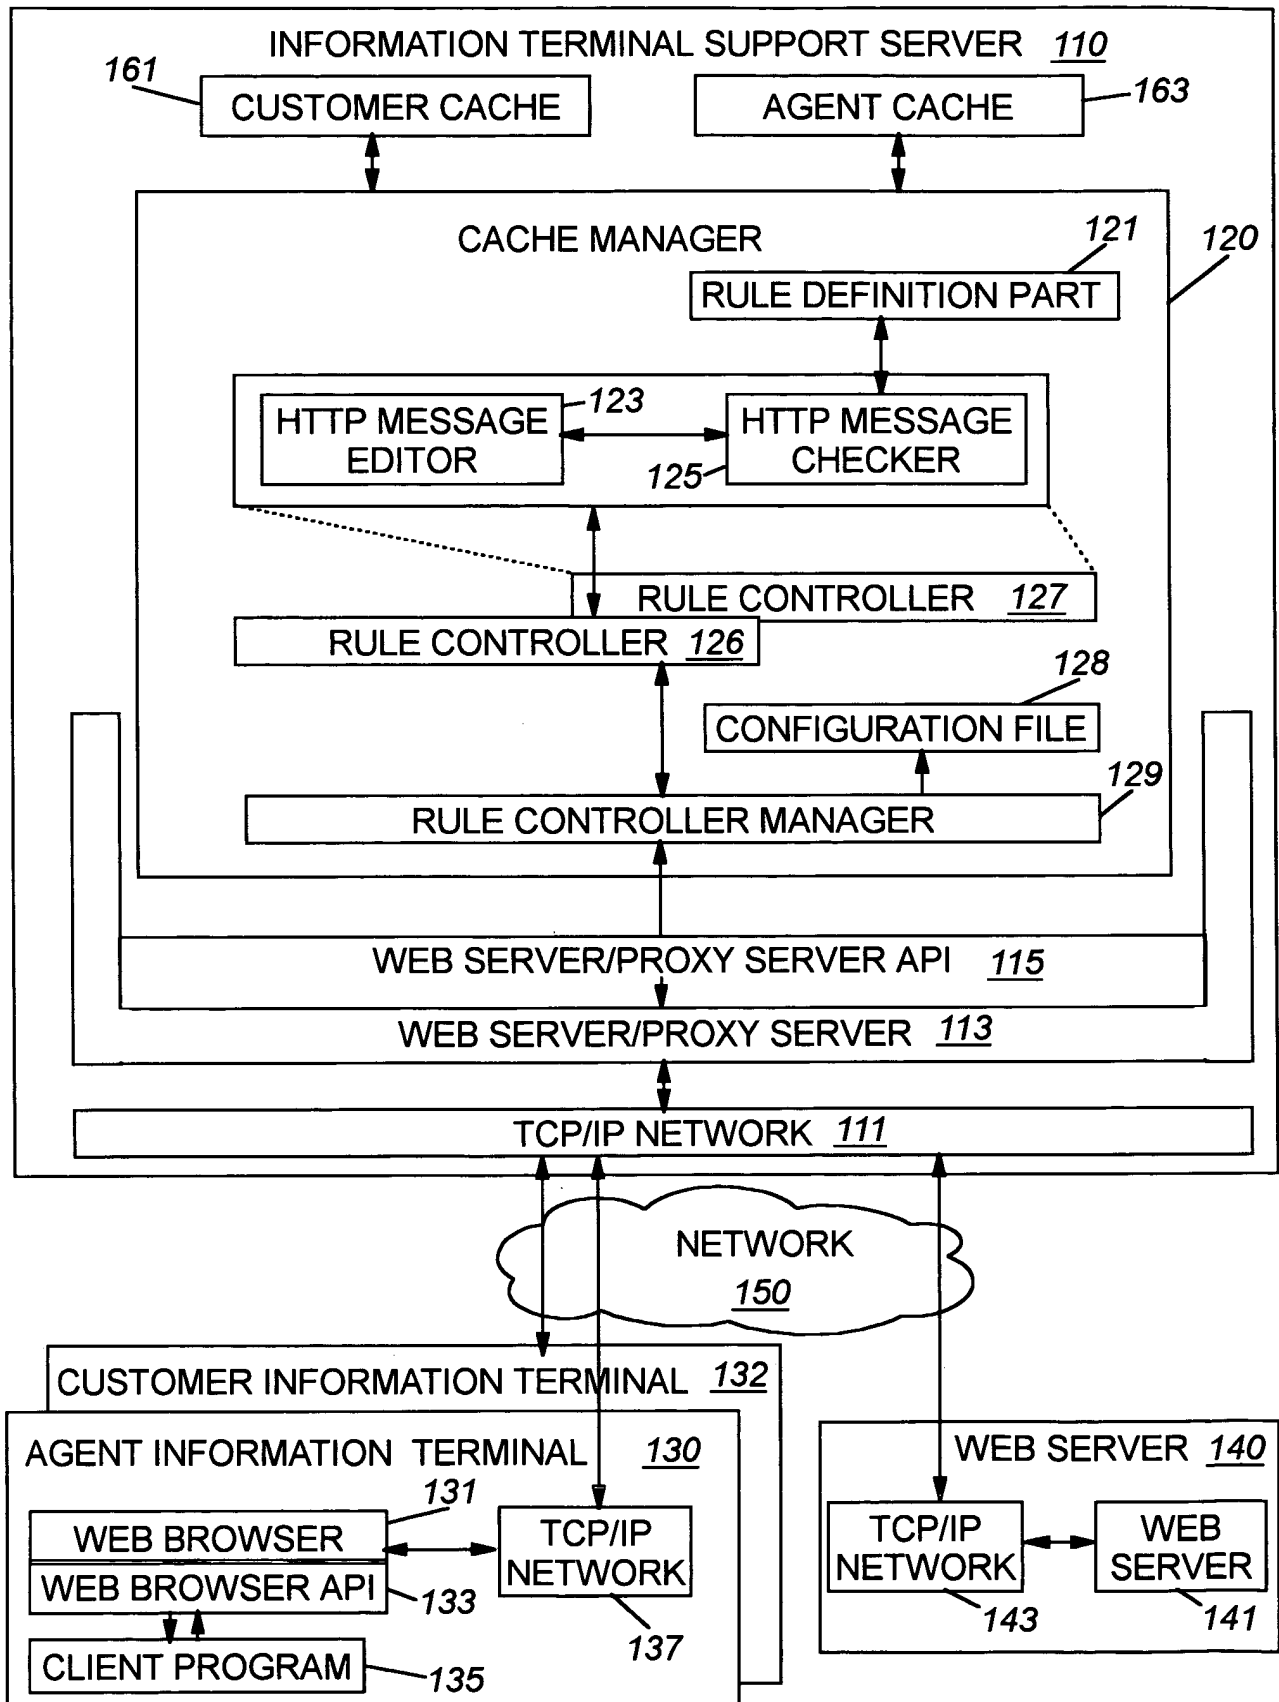 INFORMATION TERMINAL SUPPORT SERVER 110
161
CUSTOMER CACHE
AGENT CACHE
163
CACHE MANAGER
121
120
RULE DEFINITION PART
HTTP MESSAGE
EDITOR
123
HTTP MESSAGE
CHECKER
125
RULE CONTROLLER 127
RULE CONTROLLER 126
128
CONFIGURATION FILE
129
RULE CONTROLLER MANAGER
WEB SERVER/PROXY SERVER API 115
WEB SERVER/PROXY SERVER 113
TCP/IP NETWORK 111
NETWORK
150
CUSTOMER INFORMATION TERMINAL 132
AGENT INFORMATION TERMINAL 130
131
WEB BROWSER
WEB BROWSER API
133
CLIENT PROGRAM
135
TCP/IP
NETWORK
137
WEB SERVER 140
TCP/IP
NETWORK
143
WEB
SERVER
141